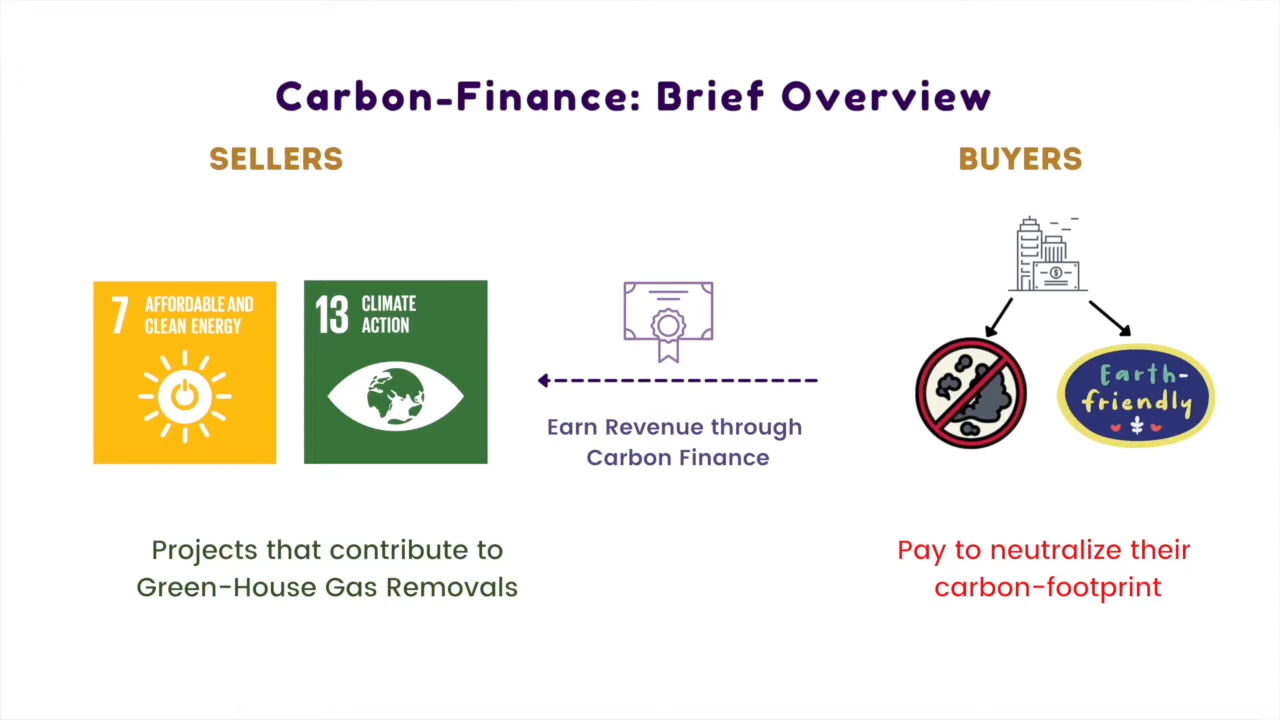 Carbon-Finance: Brief Overview
SELLERS
BUYERS
7 AFFORDABLE AND
CLEAN ENERGY
13 CLIMATE
ACTION
$
Earth-
friendly
Earn Revenue through
Carbon Finance
Projects that contribute to
Green-House Gas Removals
Pay to neutralize their
carbon-footprint